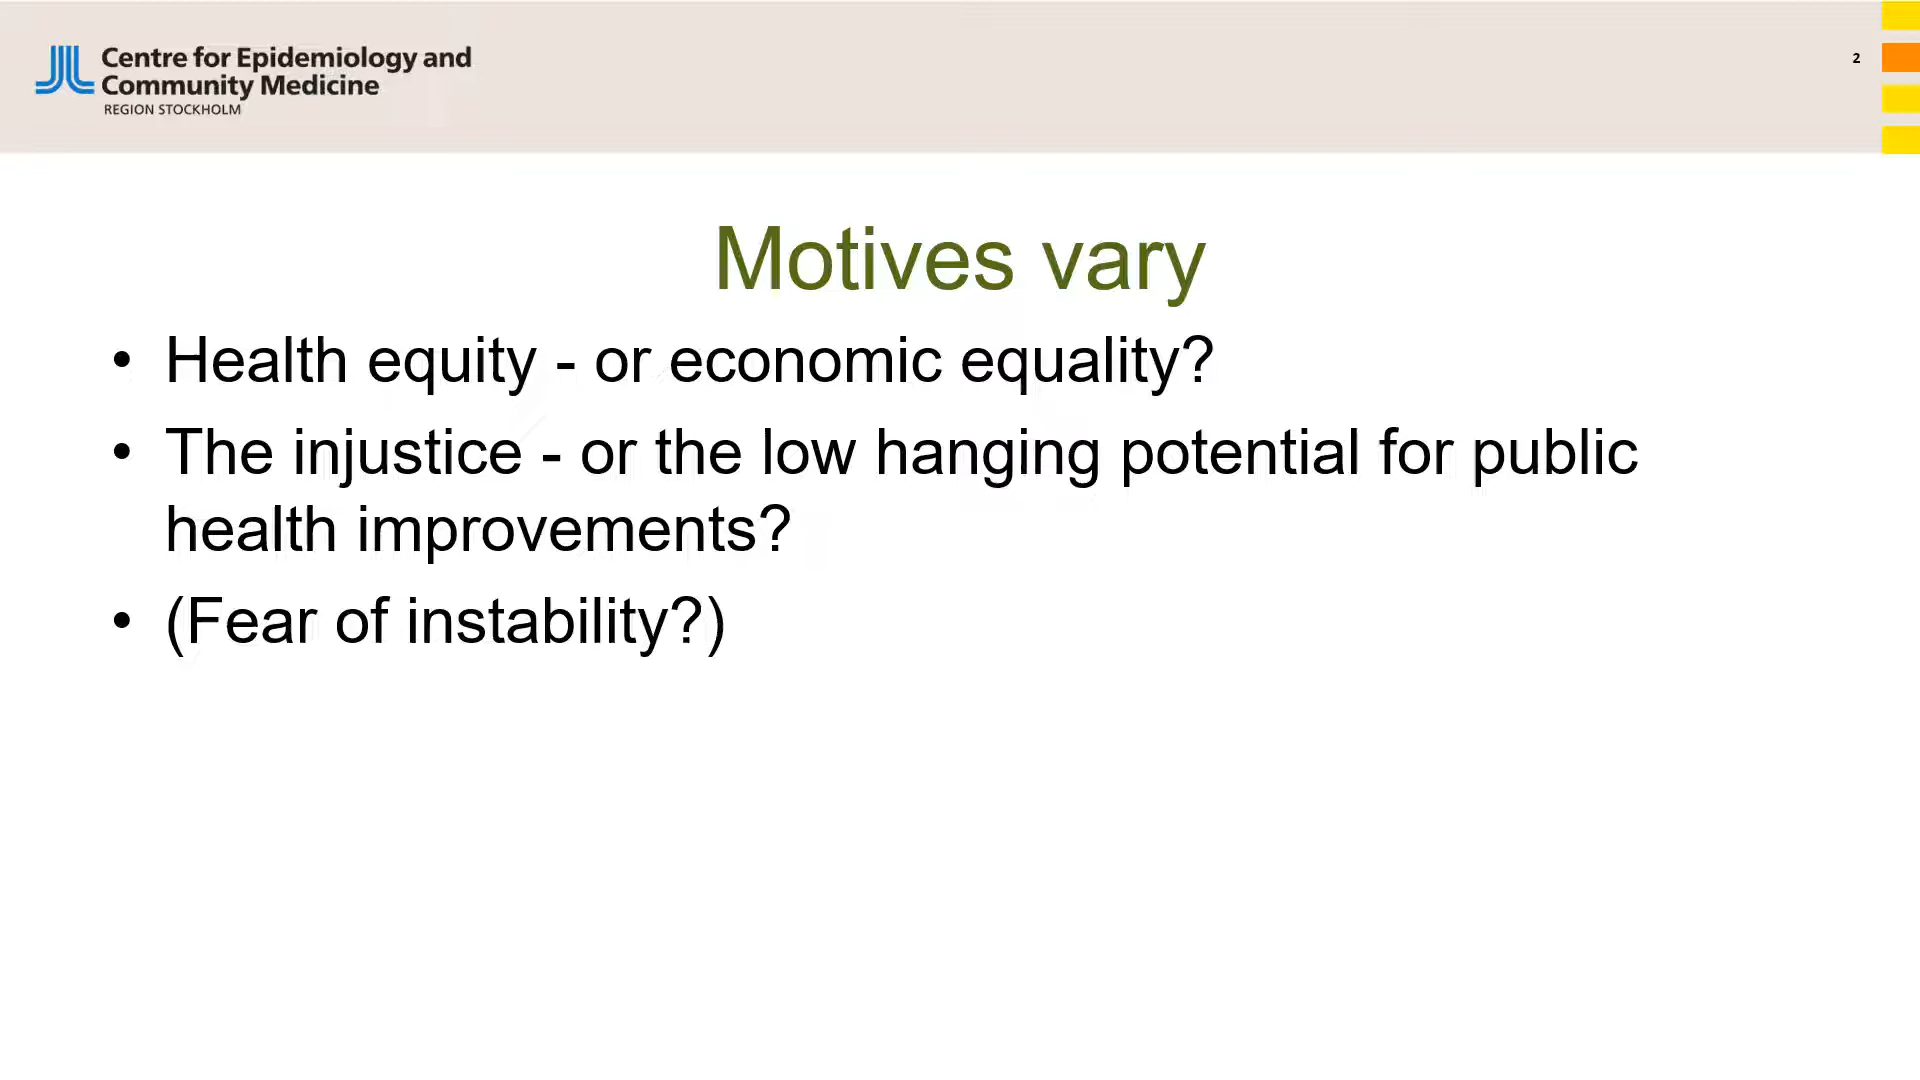 Centre for Epidemiology and
Community Medicine
REGION STOCKHOLM
2
Motives vary
• Health equity - or economic equality?
• The injustice - or the low hanging potential for public
health improvements?
• (Fear of instability?)